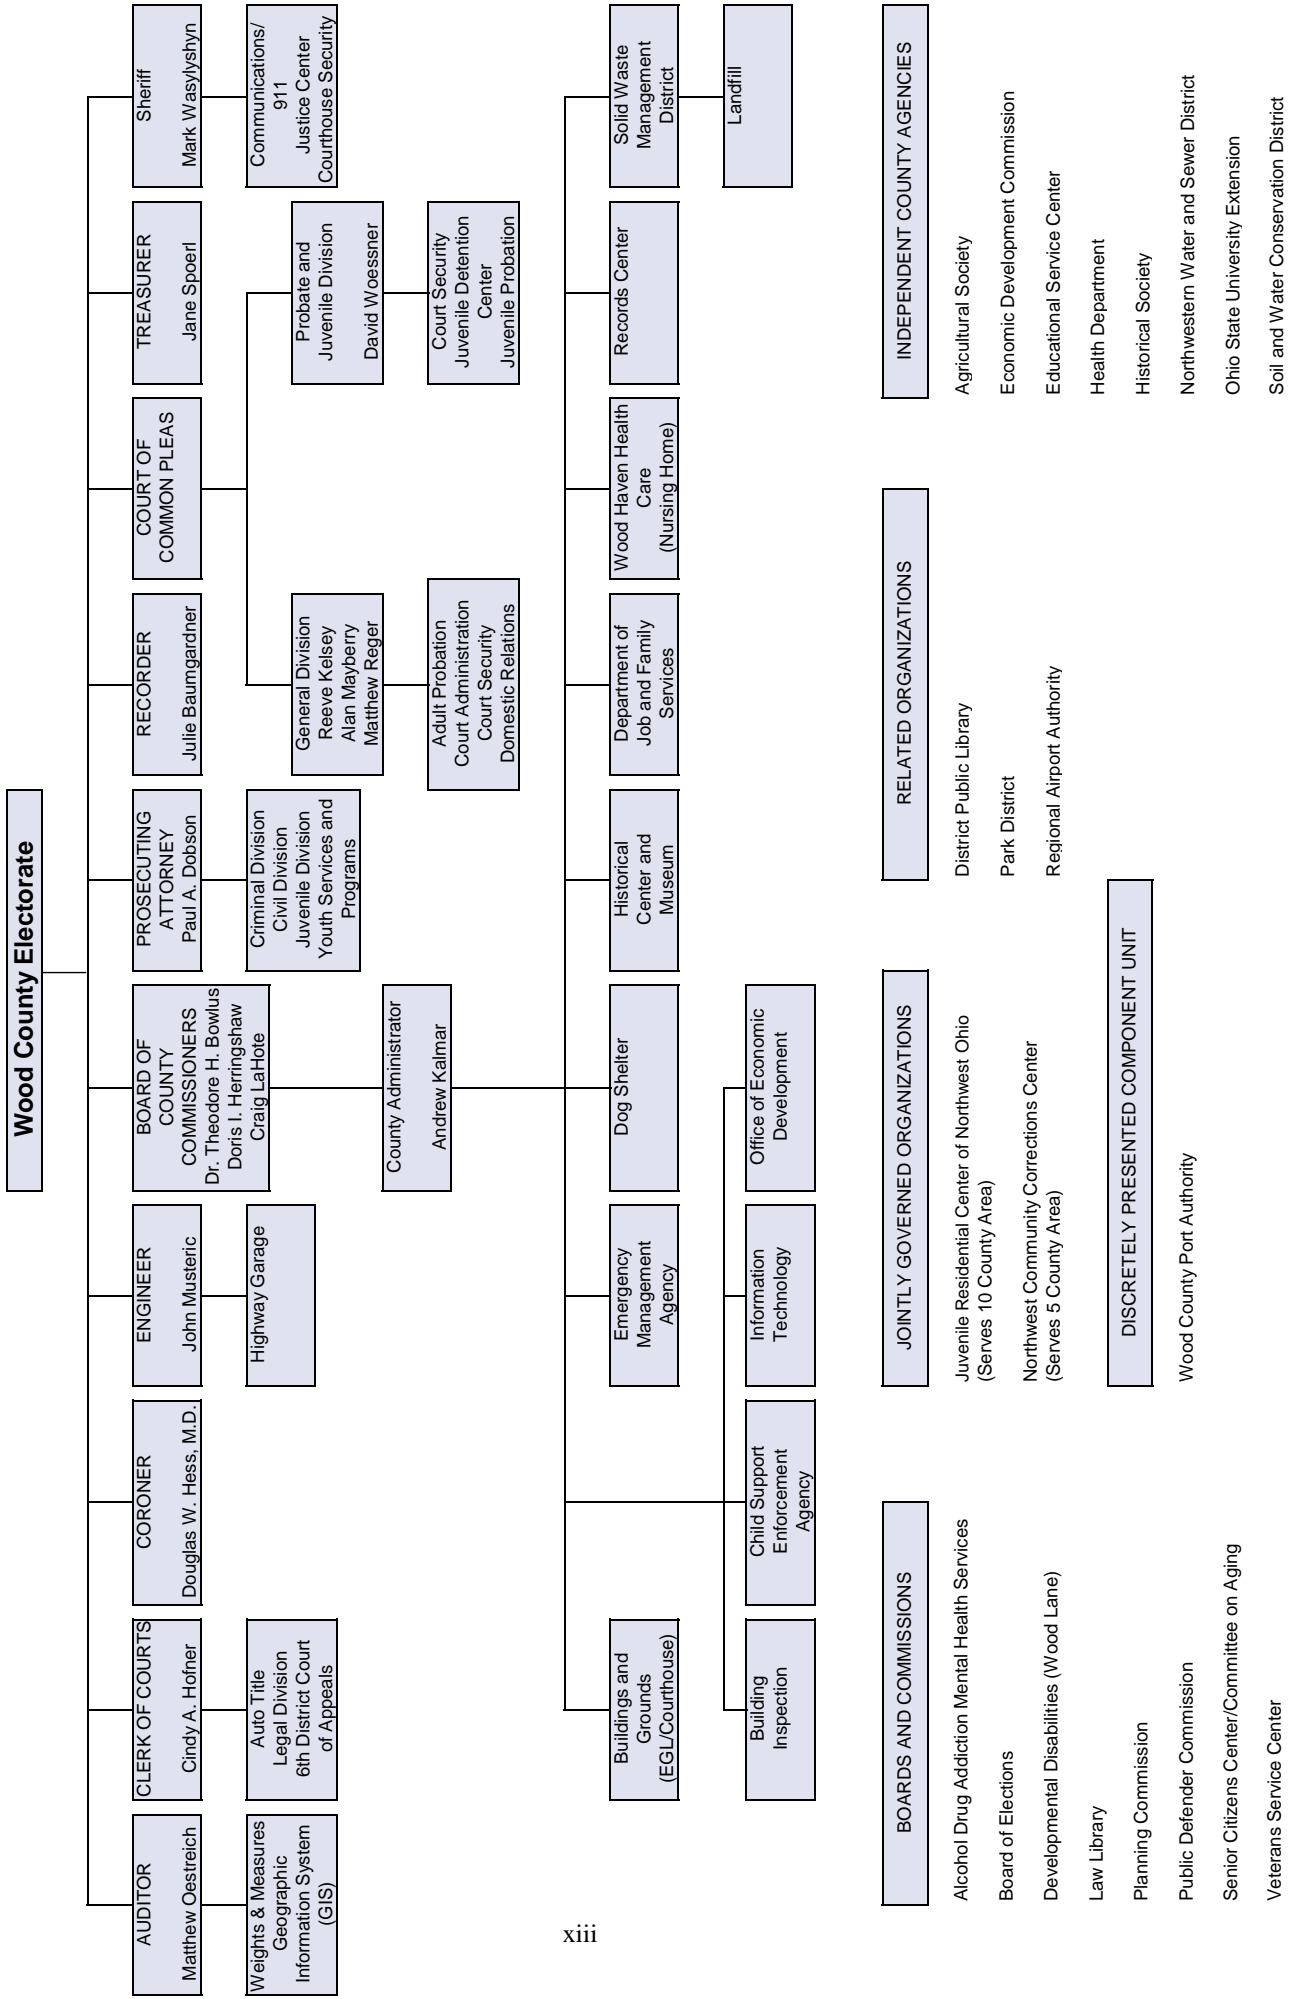 Wood County Electorate
AUDITOR
Matthew Oestreich
CLERK OF COURTS
Cindy A. Hofner
CORONER
Douglas W. Hess, M.D.
ENGINEER
John Musteric
BOARD OF
COUNTY
COMMISSIONERS
Dr. Theodore H. Bowlus
Doris I. Herringshaw
Craig LaHote
PROSECUTING
ATTORNEY
Paul A. Dobson
RECORDER
Julie Baumgardner
COURT OF
COMMON PLEAS
TREASURER
Jane Spoerl
Sheriff
Mark Wasylyshyn
Weights & Measures
Geographic
Information System
(GIS)
Auto Title
Legal Division
6th District Court
of Appeals
Highway Garage
Criminal Division
Civil Division
Juvenile Division
Youth Services and
Programs
Communications/
911
Justice Center
Courthouse Security
General Division
Reeve Kelsey
Alan Mayberry
Matthew Reger
Probate and
Juvenile Division
David Woessner
County Administrator
Andrew Kalmar
Adult Probation
Court Administration
Court Security
Domestic Relations
Court Security
Juvenile Detention
Center
Juvenile Probation
Buildings and
Grounds
(EGL/Courthouse)
Emergency
Management
Agency
Dog Shelter
Historical
Center and
Museum
Department of
Job and Family
Services
Wood Haven Health
Care
(Nursing Home)
Records Center
Solid Waste
Management
District
Landfill
Building
Inspection
Child Support
Enforcement
Agency
Information
Technology
Office of Economic
Development
BOARDS AND COMMISSIONS
Alcohol Drug Addiction Mental Health Services
Board of Elections
Developmental Disabilities (Wood Lane)
Law Library
Planning Commission
Public Defender Commission
Senior Citizens Center/Committee on Aging
Veterans Service Center
JOINTLY GOVERNED ORGANIZATIONS
Juvenile Residential Center of Northwest Ohio
(Serves 10 County Area)
Northwest Community Corrections Center
(Serves 5 County Area)
DISCRETELY PRESENTED COMPONENT UNIT
Wood County Port Authority
RELATED ORGANIZATIONS
District Public Library
Park District
Regional Airport Authority
INDEPENDENT COUNTY AGENCIES
Agricultural Society
Economic Development Commission
Educational Service Center
Health Department
Historical Society
Northwestern Water and Sewer District
Ohio State University Extension
Soil and Water Conservation District
xiii